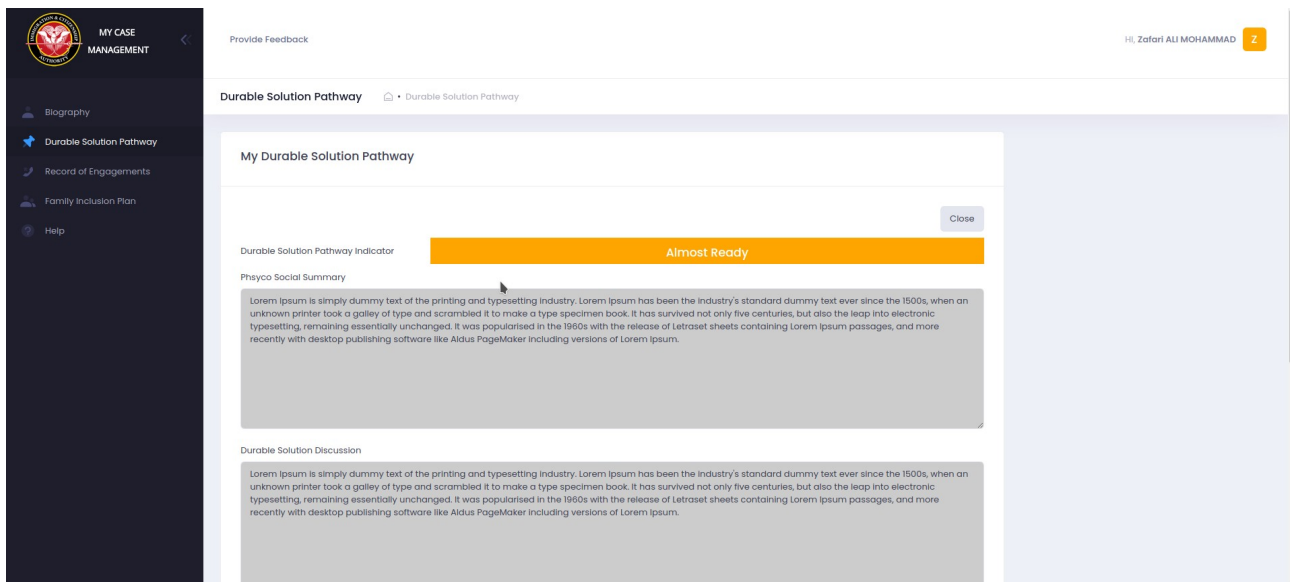 IMMIGRATION & CITIZENSHIP
AUTHORITY
MY CASE
MANAGEMENT
Provide Feedback
Hi, Zafari ALI MOHAMMAD
Z
Durable Solution Pathway
• Durable Solution Pathway
Biography
Durable Solution Pathway
Record of Engagements
Family Inclusion Plan
? Help
My Durable Solution Pathway
Close
Durable Solution Pathway Indicator
Almost Ready
Phsyco Social Summary
Lorem Ipsum is simply dummy text of the printing and typesetting industry. Lorem Ipsum has been the industry's standard dummy text ever since the 1500s, when an
unknown printer took a galley of type and scrambled it to make a type specimen book. It has survived not only five centuries, but also the leap into electronic
typesetting, remaining essentially unchanged. It was popularised in the 1960s with the release of Letraset sheets containing Lorem Ipsum passages, and more
recently with desktop publishing software like Aldus PageMaker including versions of Lorem Ipsum.
Durable Solution Discussion
Lorem Ipsum is simply dummy text of the printing and typesetting industry. Lorem Ipsum has been the industry's standard dummy text ever since the 1500s, when an
unknown printer took a galley of type and scrambled it to make a type specimen book. It has survived not only five centuries, but also the leap into electronic
typesetting, remaining essentially unchanged. It was popularised in the 1960s with the release of Letraset sheets containing Lorem Ipsum passages, and more
recently with desktop publishing software like Aldus PageMaker including versions of Lorem Ipsum.